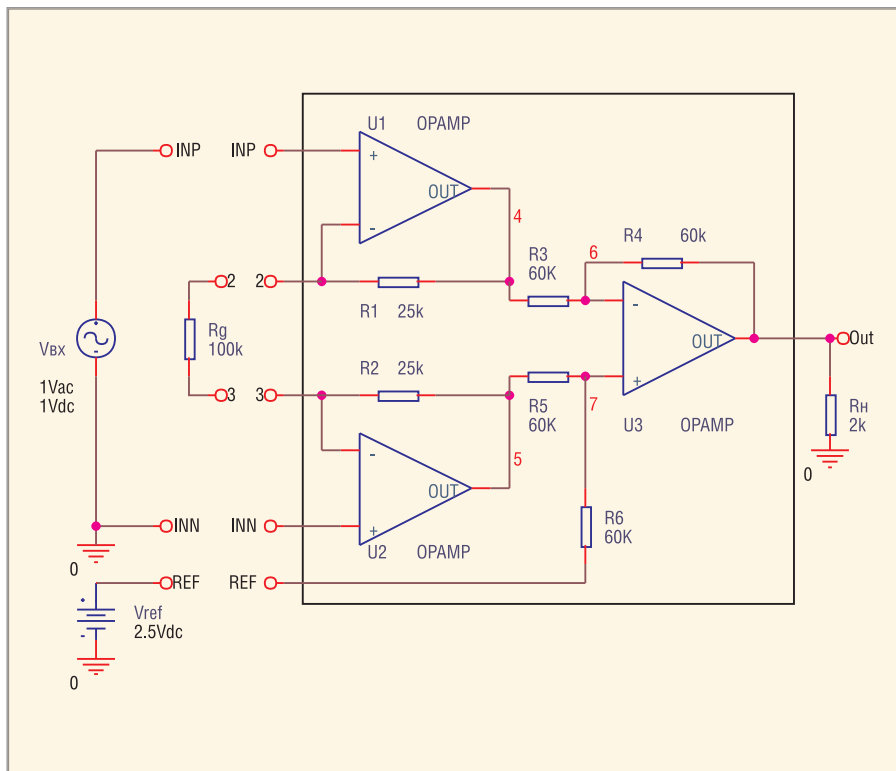 U1 OPAMP
INP INP
+
OUT
-
4
R3
60K
6
R4 60k
2 2
R1 25k
-
OUT
+
Out
Rg
100k
+
-
VBX
1Vac
1Vdc
R2 25k
3 3
R5
60K
7
U3 OPAMP
RH
2k
0
-
OUT
5
+
INN INN
U2 OPAMP
R6
60K
0
REF REF
+
-
Vref
2.5Vdc
0